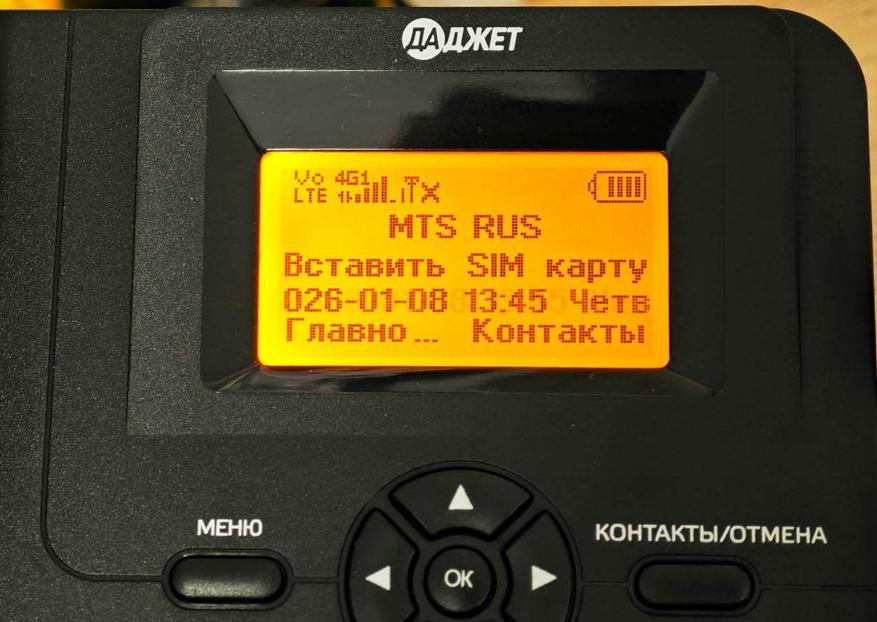 ДАДЖЕТ
Vo 4G1
LTE
MTS RUS
Вставить SIM карту
026-01-08 13:45 Четв
Главно... Контакты
МЕНЮ
КОНТАКТЫ/ОТМЕНА
OK